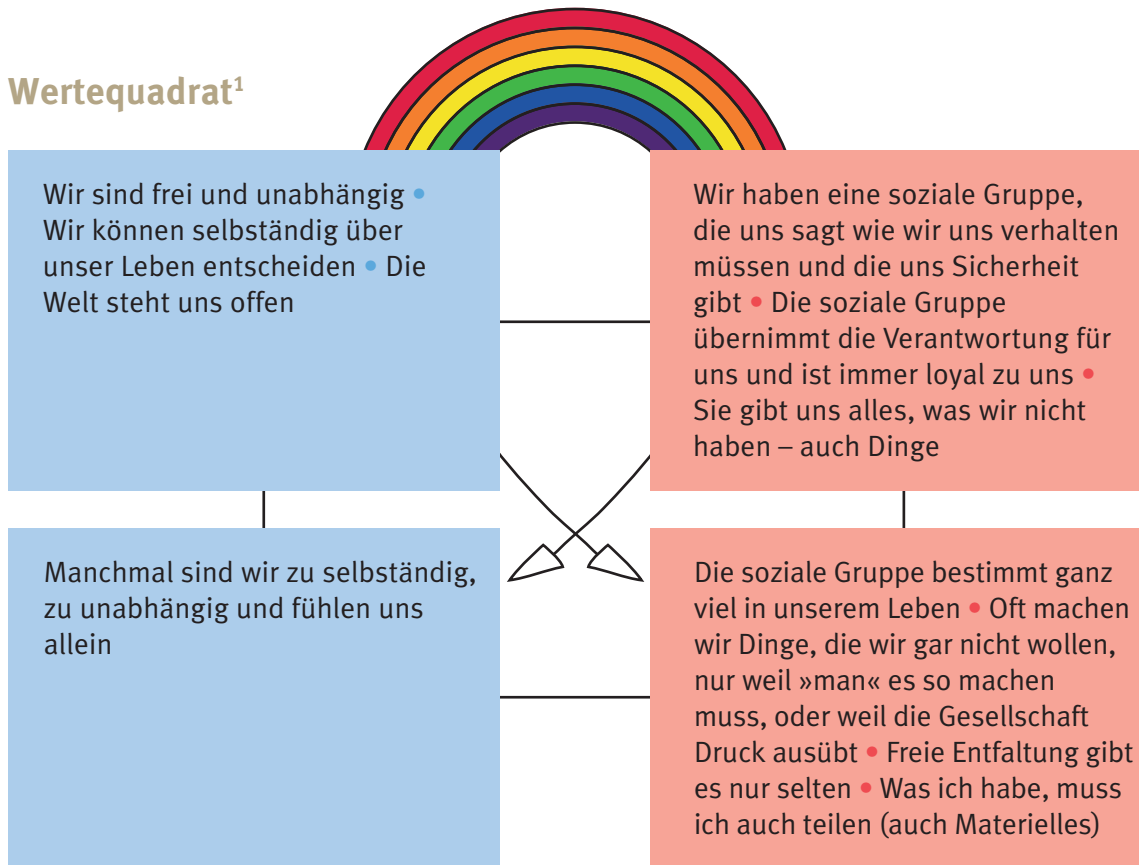 Wertequadrat¹
Wir sind frei und unabhängig •
Wir können selbständig über
unser Leben entscheiden • Die
Welt steht uns offen
Wir haben eine soziale Gruppe,
die uns sagt wie wir uns verhalten
müssen und die uns Sicherheit
gibt • Die soziale Gruppe
übernimmt die Verantwortung für
uns und ist immer loyal zu uns •
Sie gibt uns alles, was wir nicht
haben – auch Dinge
Manchmal sind wir zu selbständig,
zu unabhängig und fühlen uns
allein
Die soziale Gruppe bestimmt ganz
viel in unserem Leben • Oft machen
wir Dinge, die wir gar nicht wollen,
nur weil »man« es so machen
muss, oder weil die Gesellschaft
Druck ausübt • Freie Entfaltung gibt
es nur selten • Was ich habe, muss
ich auch teilen (auch Materielles)